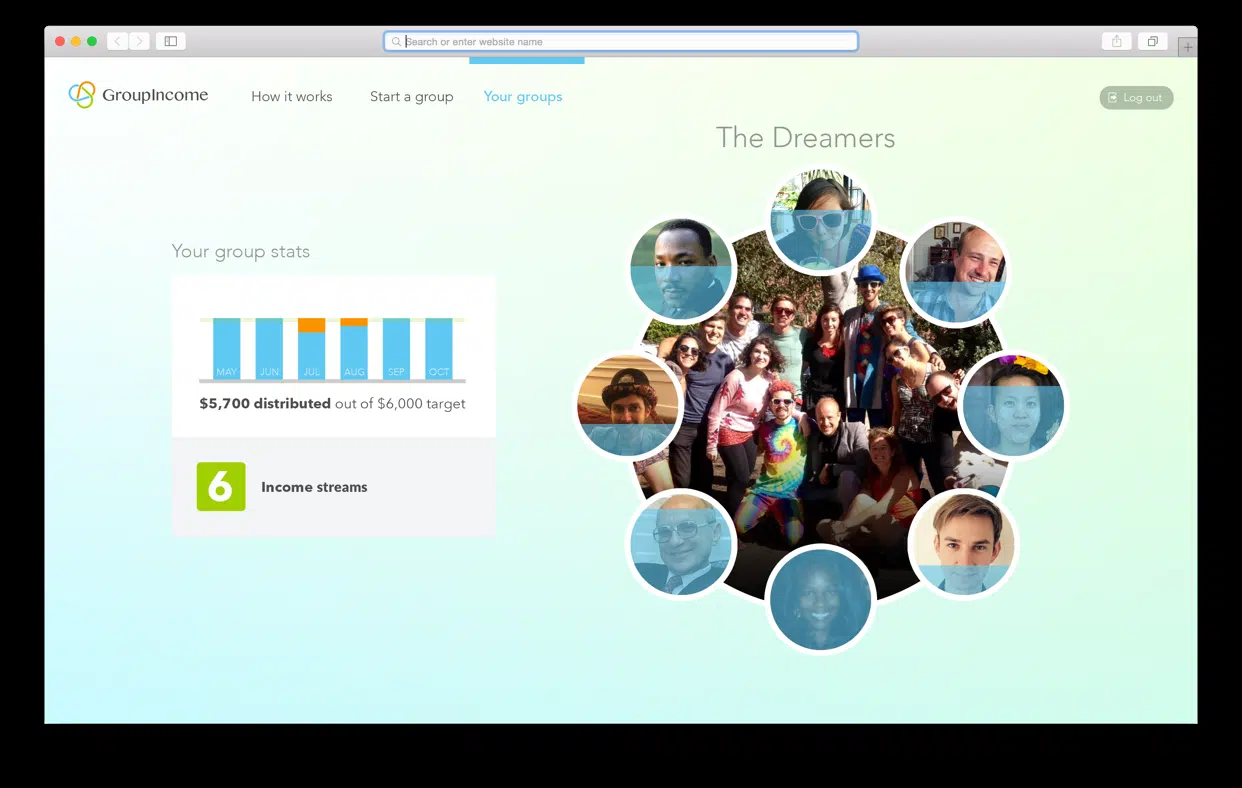 Search or enter website name
GroupIncome
How it works
Start a group
Your groups
Log out
The Dreamers
Your group stats
MAY JUN JUL AUG SEP OCT
$5,700 distributed out of $6,000 target
6 Income streams